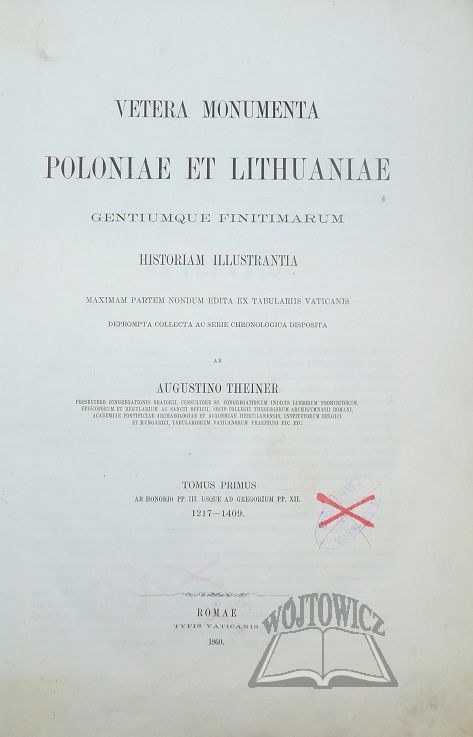 VETERA MONUMENTA
POLONIAE ET LITHUANIAE
GENTIUMQUE FINITIMARUM
HISTORIAM ILLUSTRANTIA
MAXIMAM PARTEM NONDUM EDITA EX TABULARIIS VATICANIS
DEPROMPTA COLLECTA AC SERIE CHRONOLOGICA DISPOSITA
AB
AUGUSTINO THEINER
PRESBYTERO CONGREGATIONIS ORATORII, CONSULTORE SS. CONGREGATIONUM INDICIS LIBRORUM PROHIBITORUM,
EPISCOPORUM ET REGULARIUM AC SANCTI OFFICII, SOCIO COLLEGII THEOLOGORUM ARCHIGYMNASII ROMANI,
ACADEMIAE PONTIFICIAE ARCHAEOLOGIAE ET ACADEMIAE HERCULANENSIS, INSTITUTORUM BELGICI
ET HUNGARICI, TABULARIORUM VATICANORUM PRAEFECTO ETC. ETC.
TOMUS PRIMUS
AB HONORIO PP. III. USQUE AD GREGORIUM PP. XII.
1217—1409.
ROMAE
TYPIS VATICANIS
1860.
WÓJTOWICZ